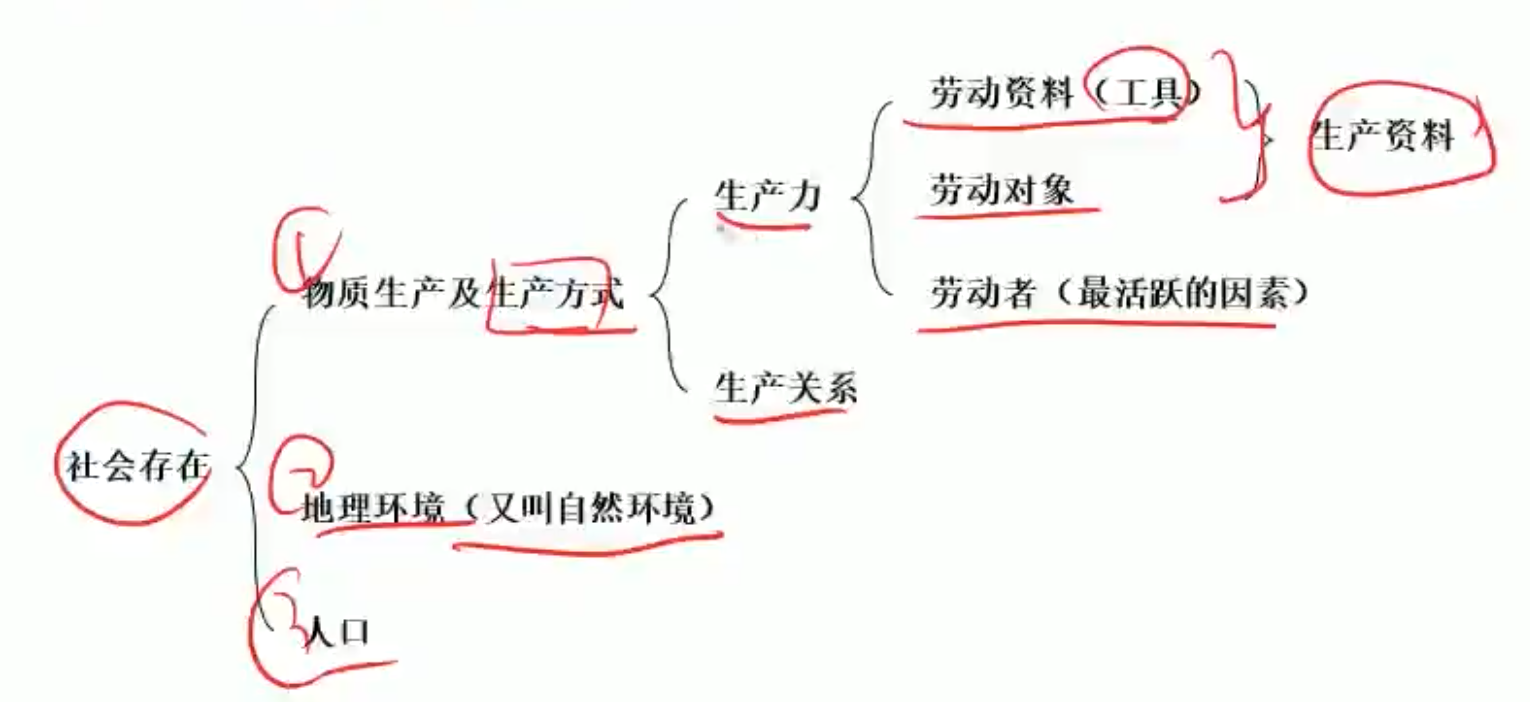 劳动资料（工具）
生产资料
劳动对象
生产力
劳动者（最活跃的因素）
①
物质生产及生产方式
生产关系
社会存在
②
地理环境（又叫自然环境）
③
人口